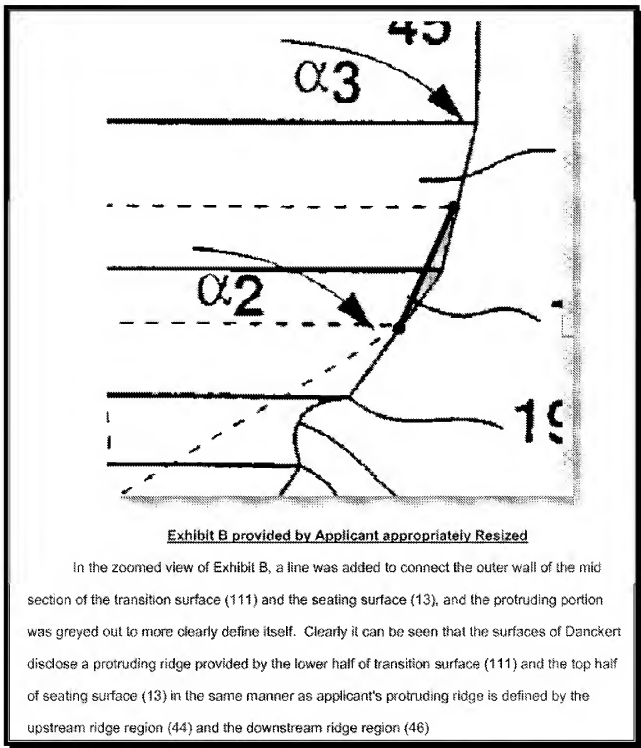 45
α3
α2
19
Exhibit B provided by Applicant appropriately Resized
In the zoomed view of Exhibit B, a line was added to connect the outer wall of the mid
section of the transition surface (111) and the seating surface (13), and the protruding portion
was greyed out to more clearly define itself. Clearly it can be seen that the surfaces of Danckert
disclose a protruding ridge provided by the lower half of transition surface (111) and the top half
of seating surface (13) in the same manner as applicant's protruding ridge is defined by the
upstream ridge region (44) and the downstream ridge region (46)